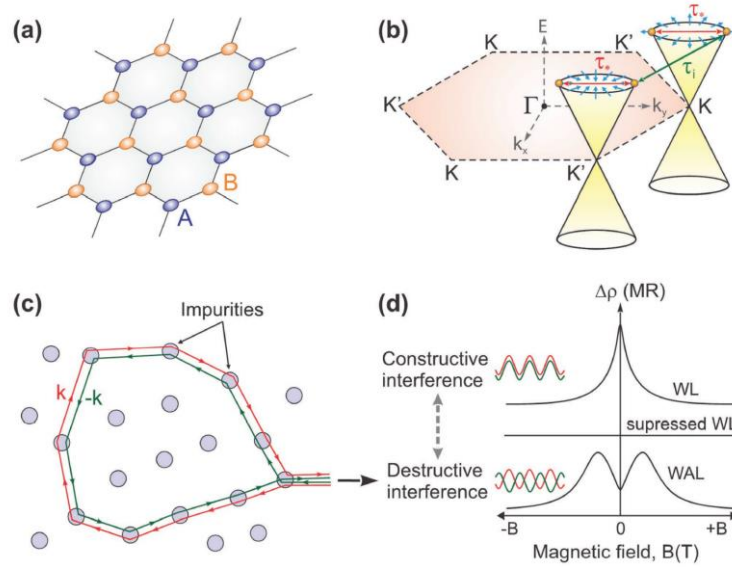 (a)
B
A
(b)
E
K
K'
τ*
τ*
τi
K'
Γ
ky
K
kx
K
K'
(c)
Impurities
k
-k
(d)
Δρ (MR)
Constructive
interference
WL
supressed WL
Destructive
interference
WAL
-B
0
+B
Magnetic field, B(T)